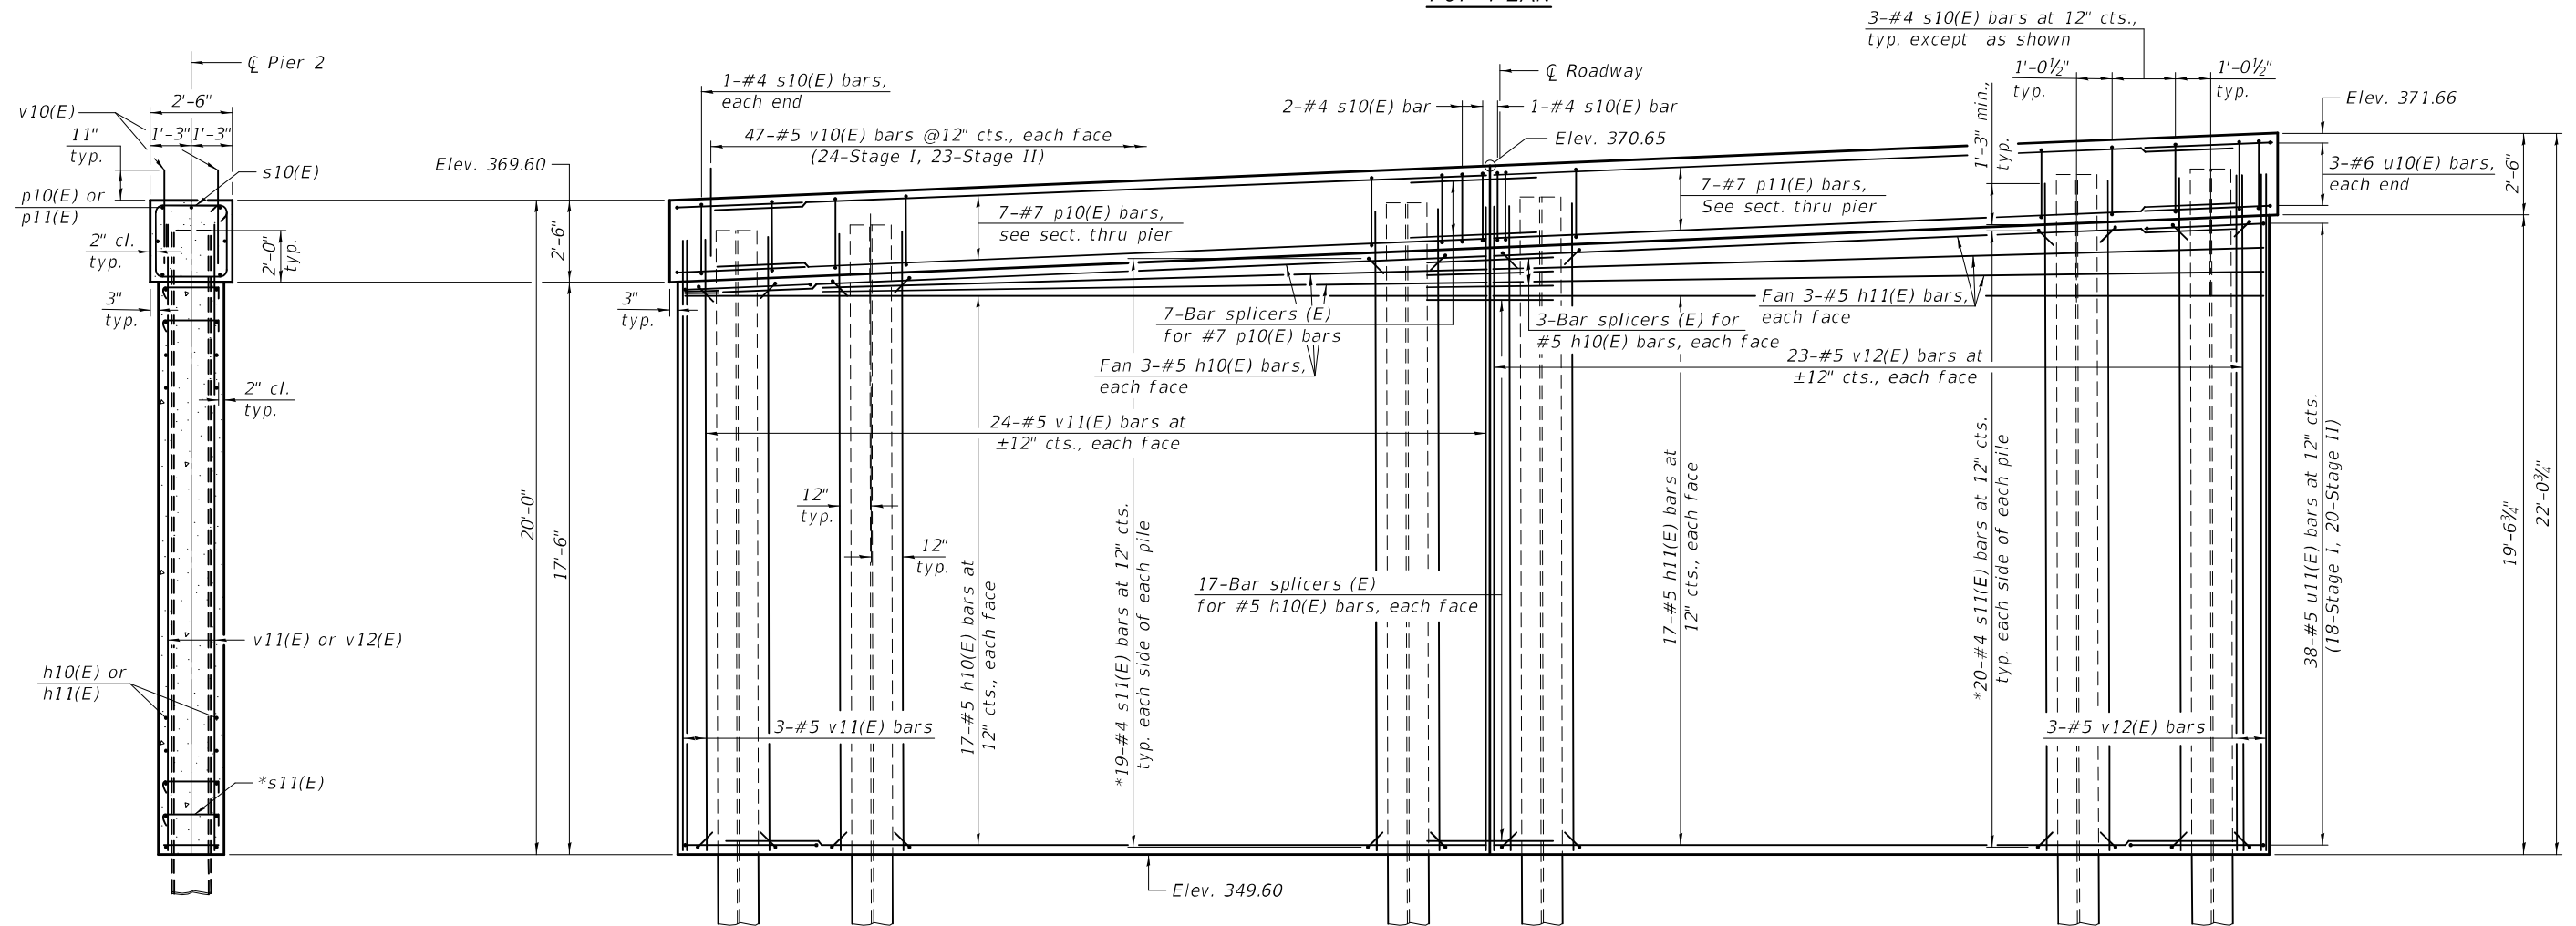 ℄ Pier 2
v10(E)
2'-6"
11"
typ.
1'-3"
1'-3"
s10(E)
p10(E) or
p11(E)
2" cl.
typ.
2'-0"
typ.
3"
typ.
2" cl.
typ.
v11(E) or v12(E)
h10(E) or
h11(E)
*s11(E)
Elev. 369.60
20'-0"
2'-6"
17'-6"
3"
typ.
1-#4 s10(E) bars,
each end
47-#5 v10(E) bars @12" cts., each face
(24-Stage I, 23-Stage II)
7-#7 p10(E) bars,
see sect. thru pier
7-Bar splicers (E)
for #7 p10(E) bars
Fan 3-#5 h10(E) bars,
each face
24-#5 v11(E) bars at
±12" cts., each face
12"
typ.
12"
typ.
3-#5 v11(E) bars
17-#5 h10(E) bars at
12" cts., each face
*19-#4 s11(E) bars at 12" cts.
typ. each side of each pile
17-Bar splicers (E)
for #5 h10(E) bars, each face
Elev. 349.60
℄ Roadway
2-#4 s10(E) bar
1-#4 s10(E) bar
Elev. 370.65
7-#7 p11(E) bars,
See sect. thru pier
3-Bar splicers (E) for
#5 h10(E) bars, each face
Fan 3-#5 h11(E) bars,
each face
23-#5 v12(E) bars at
±12" cts., each face
17-#5 h11(E) bars at
12" cts., each face
*20-#4 s11(E) bars at 12" cts.
typ. each side of each pile
3-#5 v12(E) bars
3-#4 s10(E) bars at 12" cts.,
typ. except as shown
1'-0½"
typ.
1'-0½"
typ.
1'-3" min.,
typ.
Elev. 371.66
3-#6 u10(E) bars,
each end
2'-6"
38-#5 u11(E) bars at 12" cts.
(18-Stage I, 20-Stage II)
19'-6¾"
22'-0¾"